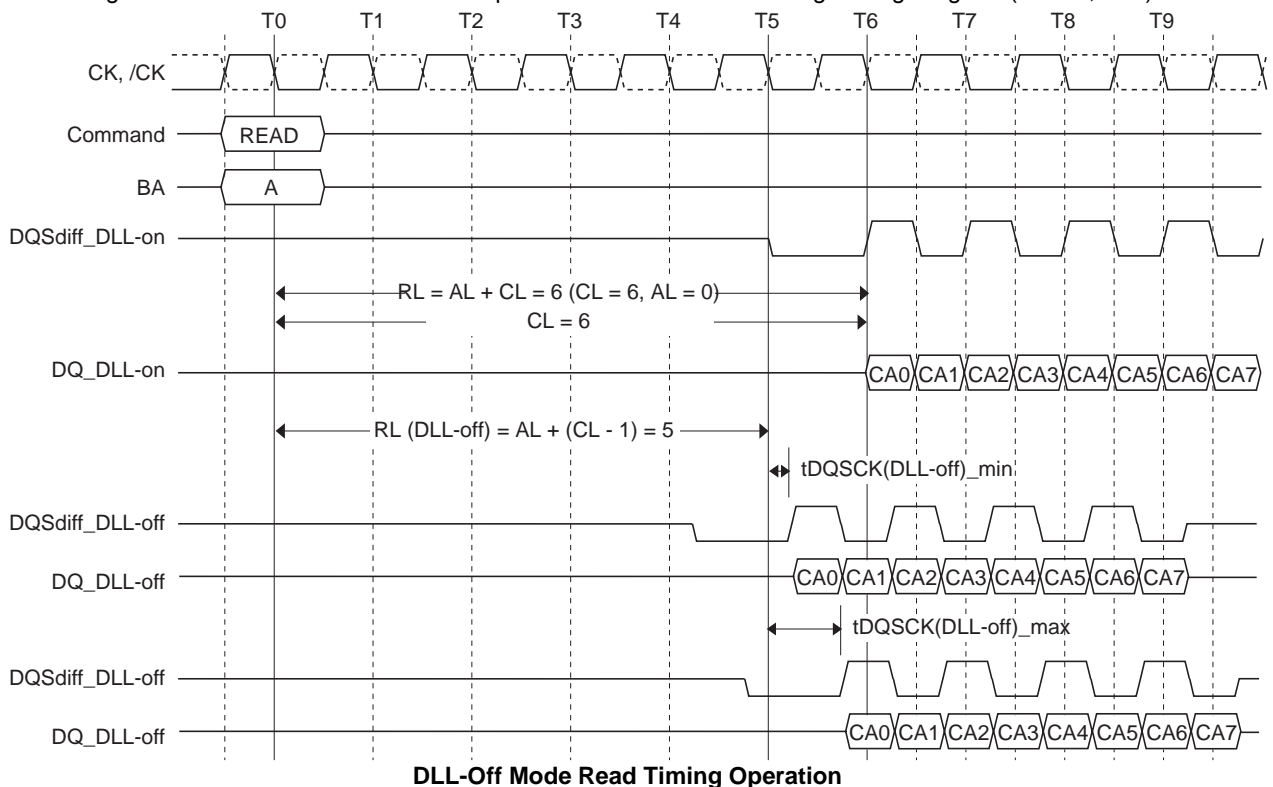 T0 T1 T2 T3 T4 T5 T6 T7 T8 T9
CK, /CK
Command READ
BA A
DQSdiff_DLL-on
RL = AL + CL = 6 (CL = 6, AL = 0)
CL = 6
DQ_DLL-on CA0 CA1 CA2 CA3 CA4 CA5 CA6 CA7
RL (DLL-off) = AL + (CL - 1) = 5
tDQSCK(DLL-off)_min
DQSdiff_DLL-off
DQ_DLL-off CA0 CA1 CA2 CA3 CA4 CA5 CA6 CA7
tDQSCK(DLL-off)_max
DQSdiff_DLL-off
DQ_DLL-off CA0 CA1 CA2 CA3 CA4 CA5 CA6 CA7
DLL-Off Mode Read Timing Operation